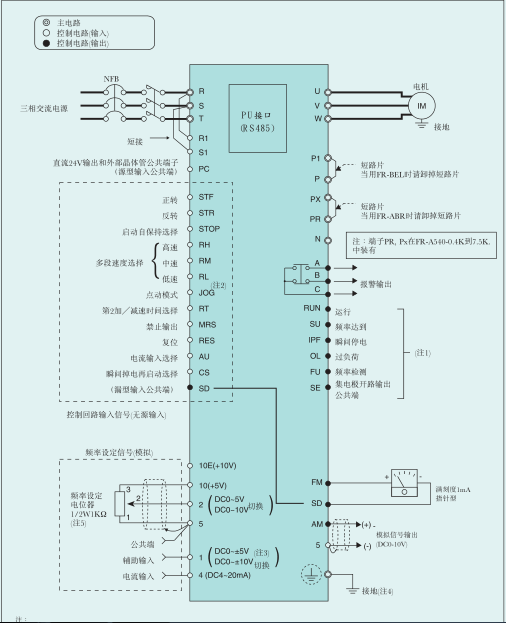 主电路
控制电路(输入)
控制电路(输出)
NFB
三相交流电源
短接
直流24V输出和外部晶体管公共端子
(源型输入公共端)
R
S
T
R1
S1
PC
PU接口
(RS485)
U
V
W
电机
IM
接地
P1
P
短路片
当用FR-BEL时请卸掉短路片
PX
PR
短路片
当用FR-ABR时请卸掉短路片
N
注：端子PR, Px在FR-A540-0.4K到7.5K.
中装有
正转 STF
反转 STR
启动自保持选择 STOP
多段速度选择
高速 RH
中速 RM
低速 RL
(注2)
点动模式 JOG
第2加／减速时间选择 RT
禁止输出 MRS
复位 RES
电流输入选择 AU
瞬间掉电再启动选择 CS
(漏型输入公共端) SD
控制回路输入信号(无源输入)
A
B
C
报警输出
RUN 运行
SU 频率达到
IPF 瞬间停电
OL 过负荷
FU 频率检测
SE 集电极开路输出
公共端
(注1)
频率设定信号(模拟)
频率设定
电位器
1/2W1KΩ
(注5)
3
2
1
10E(+10V)
10(+5V)
2
DC0~5V
DC0~10V
切换
5
公共端
辅助输入
1
DC0~±5V
DC0~±10V
(注3)
切换
电流输入
4 (DC4~20mA)
FM
+
-
满刻度1mA
指针型
SD
AM
(+)
-
模拟信号输出
(DC0-10V)
5
(-)
接地(注4)
注：